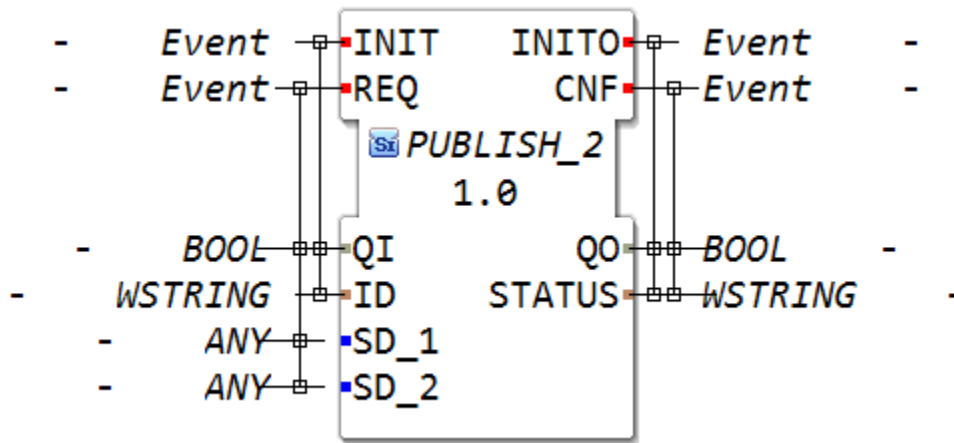 - Event INIT INITO Event -
- Event REQ CNF Event -
Si PUBLISH_2
1.0
- BOOL QI QO BOOL -
- WSTRING ID STATUS WSTRING -
- ANY SD_1
- ANY SD_2